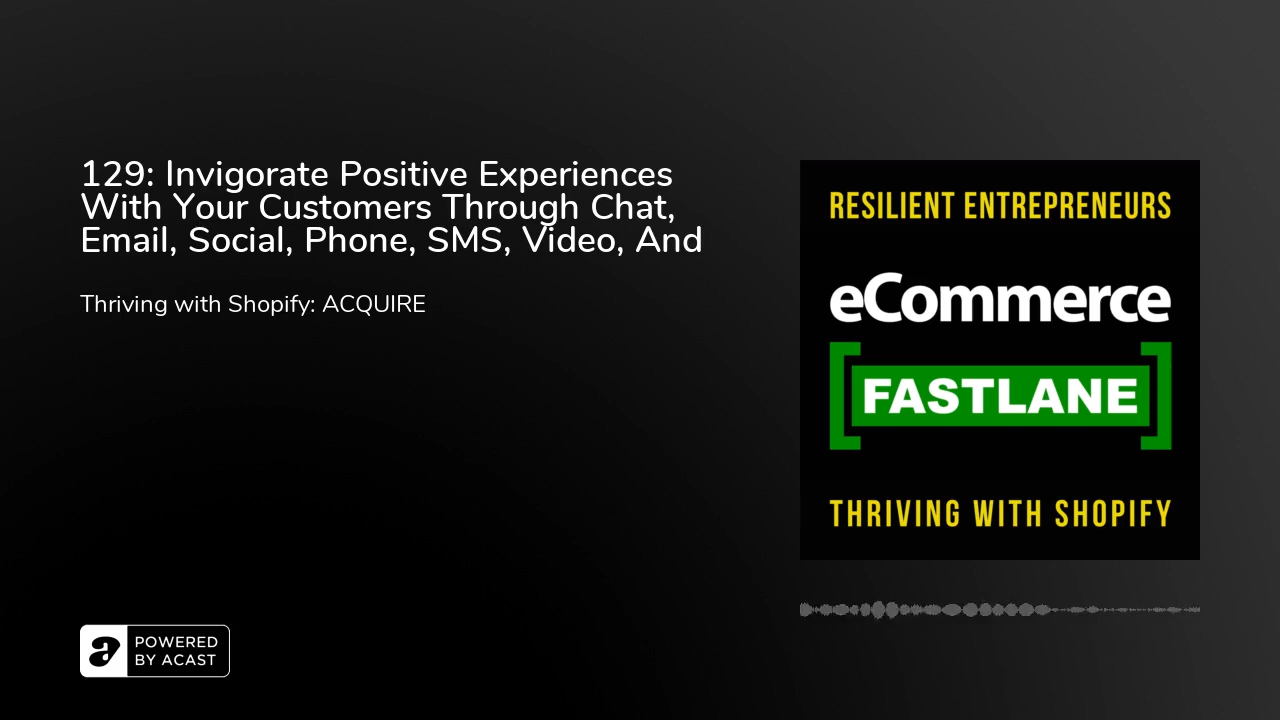 129: Invigorate Positive Experiences
With Your Customers Through Chat,
Email, Social, Phone, SMS, Video, And
Thriving with Shopify: ACQUIRE
RESILIENT ENTREPRENEURS
eCommerce
FASTLANE
THRIVING WITH SHOPIFY
POWERED
BY ACAST